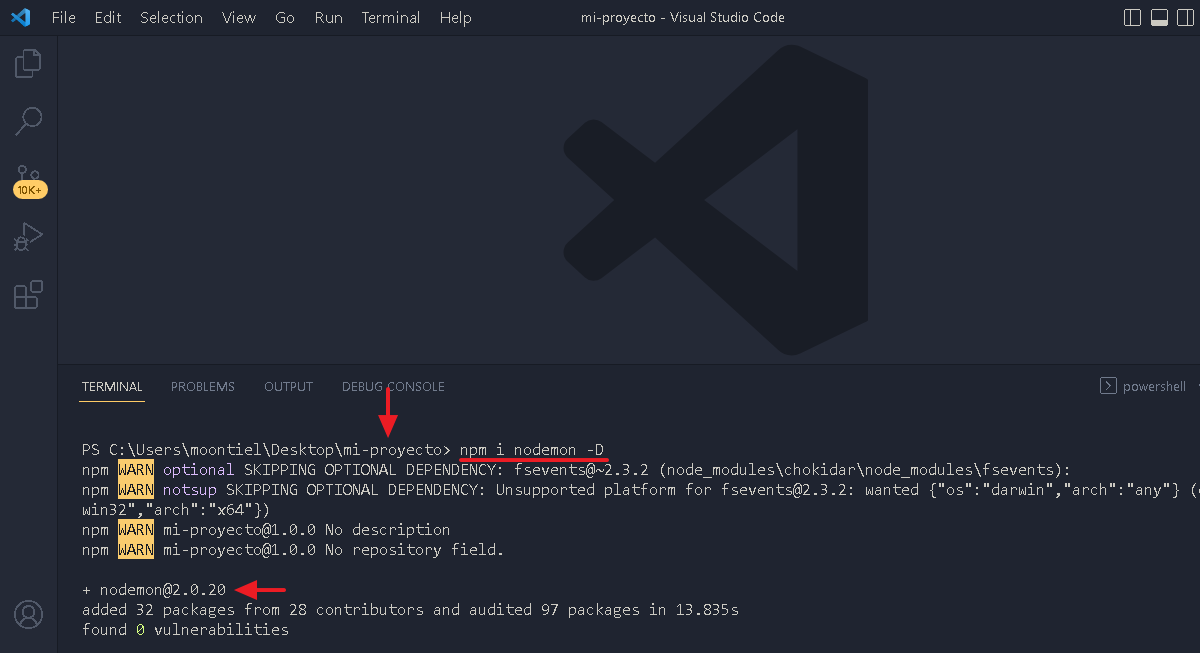 File Edit Selection View Go Run Terminal Help mi-proyecto - Visual Studio Code
10K+
TERMINAL PROBLEMS OUTPUT DEBUG CONSOLE powershell
PS C:\Users\moontiel\Desktop\mi-proyecto> npm i nodemon -D
npm WARN optional SKIPPING OPTIONAL DEPENDENCY: fsevents@~2.3.2 (node_modules\chokidar\node_modules\fsevents):
npm WARN notsup SKIPPING OPTIONAL DEPENDENCY: Unsupported platform for fsevents@2.3.2: wanted {"os":"darwin","arch":"any"} (
win32","arch":"x64"})
npm WARN mi-proyecto@1.0.0 No description
npm WARN mi-proyecto@1.0.0 No repository field.
+ nodemon@2.0.20
added 32 packages from 28 contributors and audited 97 packages in 13.835s
found 0 vulnerabilities